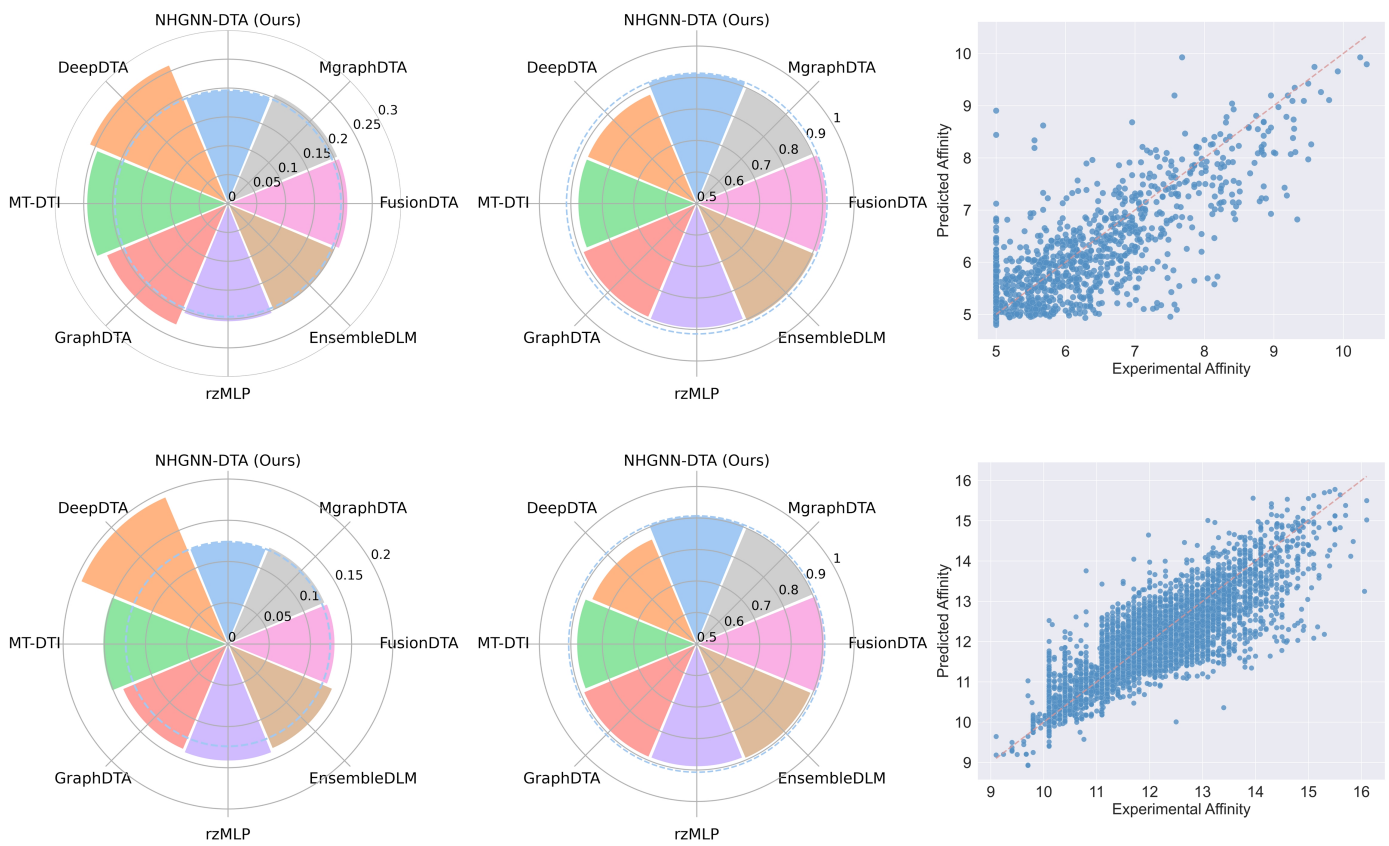 NHGNN-DTA (Ours)
DeepDTA
MgraphDTA
0.3
0.25
0.2
0.15
0.1
0.05
0
MT-DTI
FusionDTA
GraphDTA
EnsembleDLM
rzMLP
NHGNN-DTA (Ours)
DeepDTA
MgraphDTA
1
0.9
0.8
0.7
0.6
0.5
MT-DTI
FusionDTA
GraphDTA
EnsembleDLM
rzMLP
10
9
8
7
6
5
Predicted Affinity
5 6 7 8 9 10
Experimental Affinity
NHGNN-DTA (Ours)
DeepDTA
MgraphDTA
0.2
0.15
0.1
0.05
0
MT-DTI
FusionDTA
GraphDTA
EnsembleDLM
rzMLP
NHGNN-DTA (Ours)
DeepDTA
MgraphDTA
1
0.9
0.8
0.7
0.6
0.5
MT-DTI
FusionDTA
GraphDTA
EnsembleDLM
rzMLP
16
15
14
13
12
11
10
9
Predicted Affinity
9 10 11 12 13 14 15 16
Experimental Affinity